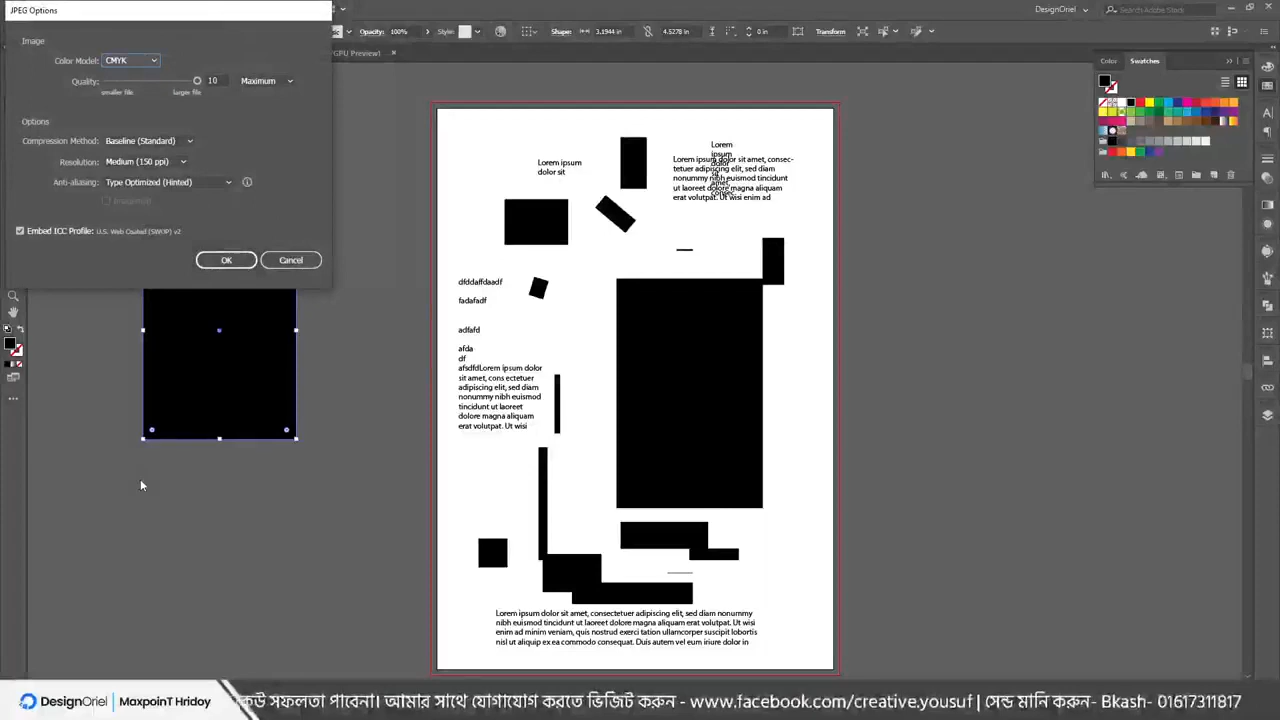 JPEG Options
DesignOriel
Search Adobe Stock
Opacity: 100%
Style:
Shape:
3.1944 in
4.5278 in
0 in
Transform
GPU Preview)
Image
Color Model: CMYK
Quality: 10 Maximum
smaller file larger file
Options
Compression Method: Baseline (Standard)
Resolution: Medium (150 ppi)
Anti-aliasing: Type Optimized (Hinted)
Imagemap
Embed ICC Profile: U.S. Web Coated (SWOP) v2
OK Cancel
Color Swatches
Lorem ipsum
dolor sit
Lorem
ipsum
dolor
sit
amet,
consec
Lorem ipsum dolor sit amet, consec-
tetuer adipiscing elit, sed diam
nonummy nibh euismod tincidunt
ut laoreet dolore magna aliquam
erat volutpat. Ut wisi enim ad
dfddaffdaadf
fadafadf
adfafd
afda
df
afsdfdLorem ipsum dolor
sit amet, cons ectetuer
adipiscing elit, sed diam
nonummy nibh euismod
tincidunt ut laoreet
dolore magna aliquam
erat volutpat. Ut wisi
Lorem ipsum dolor sit amet, consectetuer adipiscing elit, sed diam nonummy
nibh euismod tincidunt ut laoreet dolore magna aliquam erat volutpat. Ut wisi
enim ad minim veniam, quis nostrud exerci tation ullamcorper suscipit lobortis
nisl ut aliquip ex ea commodo consequat. Duis autem vel eum iriure dolor in
DesignOriel MaxpoinT Hridoy
সফলতা পাবেনা। আমার সাথে যোগাযোগ করতে ভিজিট করুন - www.facebook.com/creative.yousuf | সেন্ড মানি করুন- Bkash- 01617311817